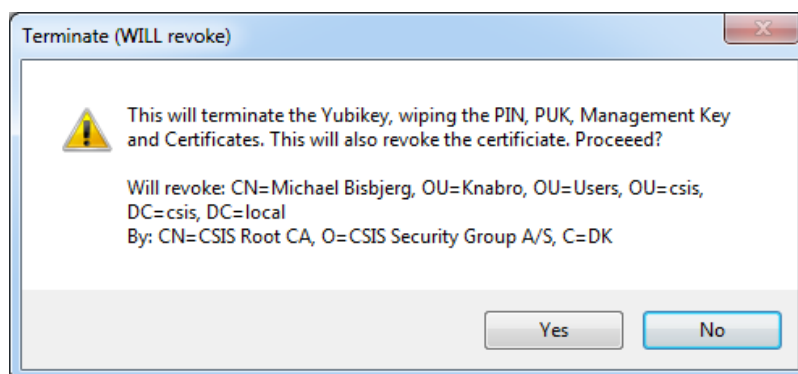 Terminate (WILL revoke)
This will terminate the Yubikey, wiping the PIN, PUK, Management Key
and Certificates. This will also revoke the certificiate. Proceeed?
Will revoke: CN=Michael Bisbjerg, OU=Knabro, OU=Users, OU=csis,
DC=csis, DC=local
By: CN=CSIS Root CA, O=CSIS Security Group A/S, C=DK
Yes
No